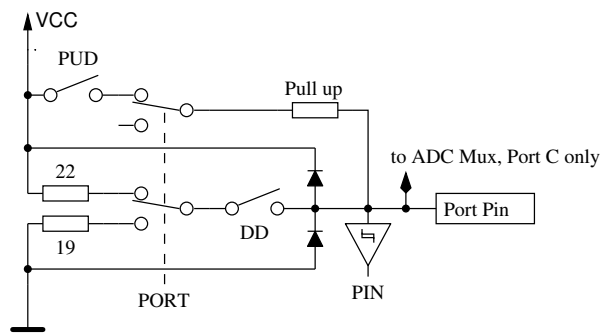 VCC
PUD
Pull up
to ADC Mux, Port C only
22
Port Pin
19
DD
PIN
PORT